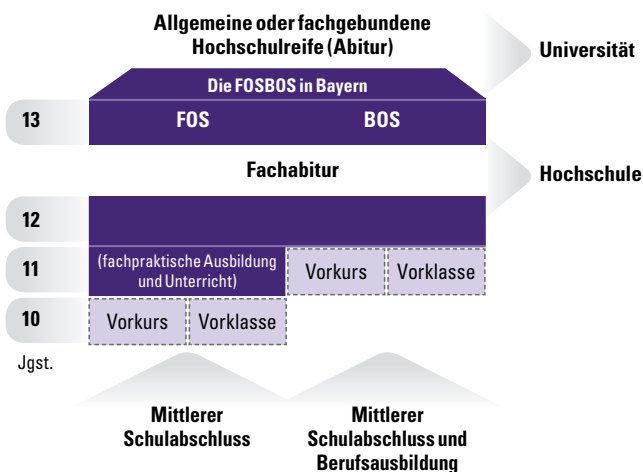 Allgemeine oder fachgebundene
Hochschulreife (Abitur)
Universität
Die FOSBOS in Bayern
13
FOS
BOS
Fachabitur
Hochschule
12
11
(fachpraktische Ausbildung
und Unterricht)
Vorkurs
Vorklasse
10
Vorkurs
Vorklasse
Jgst.
Mittlerer
Schulabschluss
Mittlerer
Schulabschluss und
Berufsausbildung